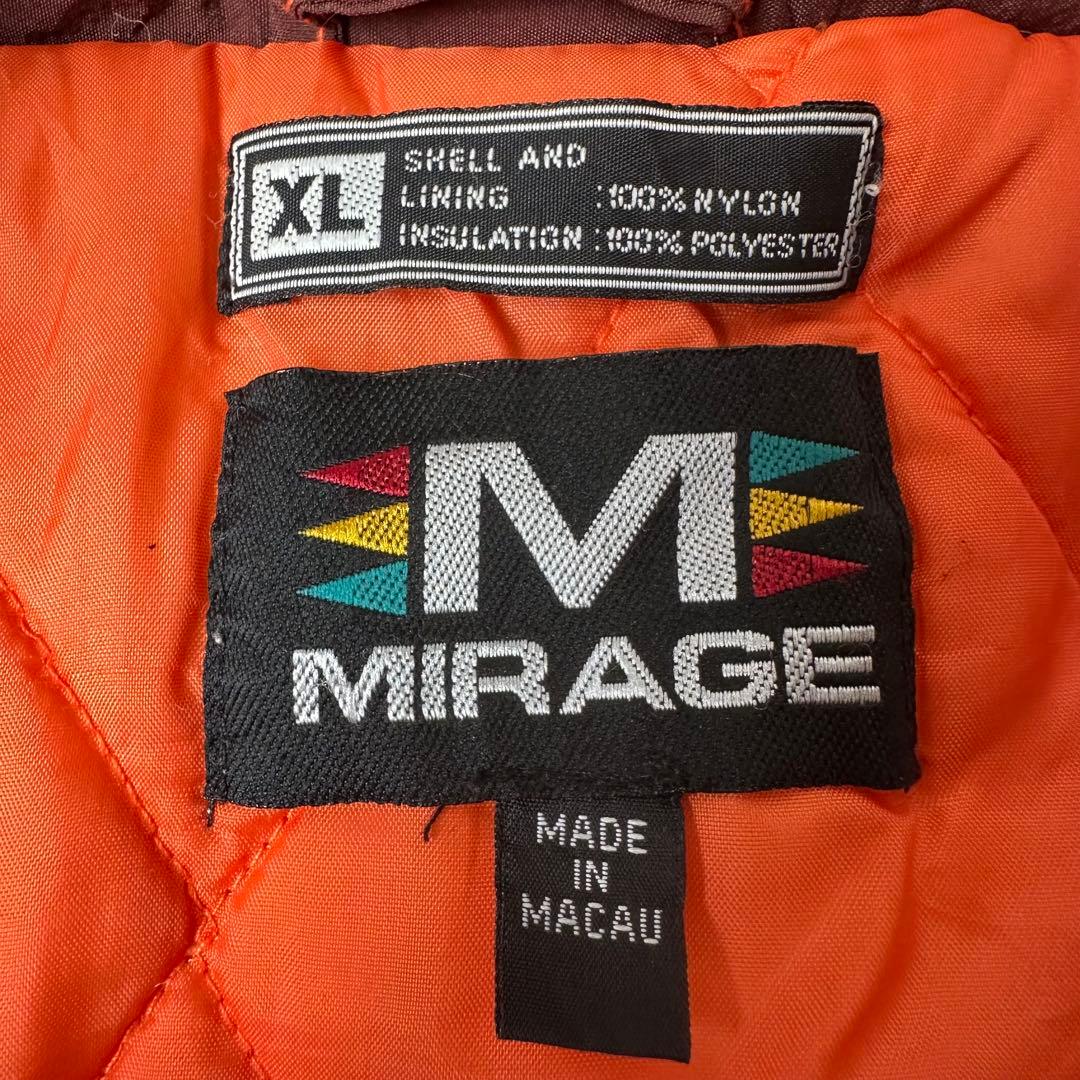 XL
SHELL AND
LINING :100% NYLON
INSULATION :100% POLYESTER
M
MIRAGE
MADE
IN
MACAU